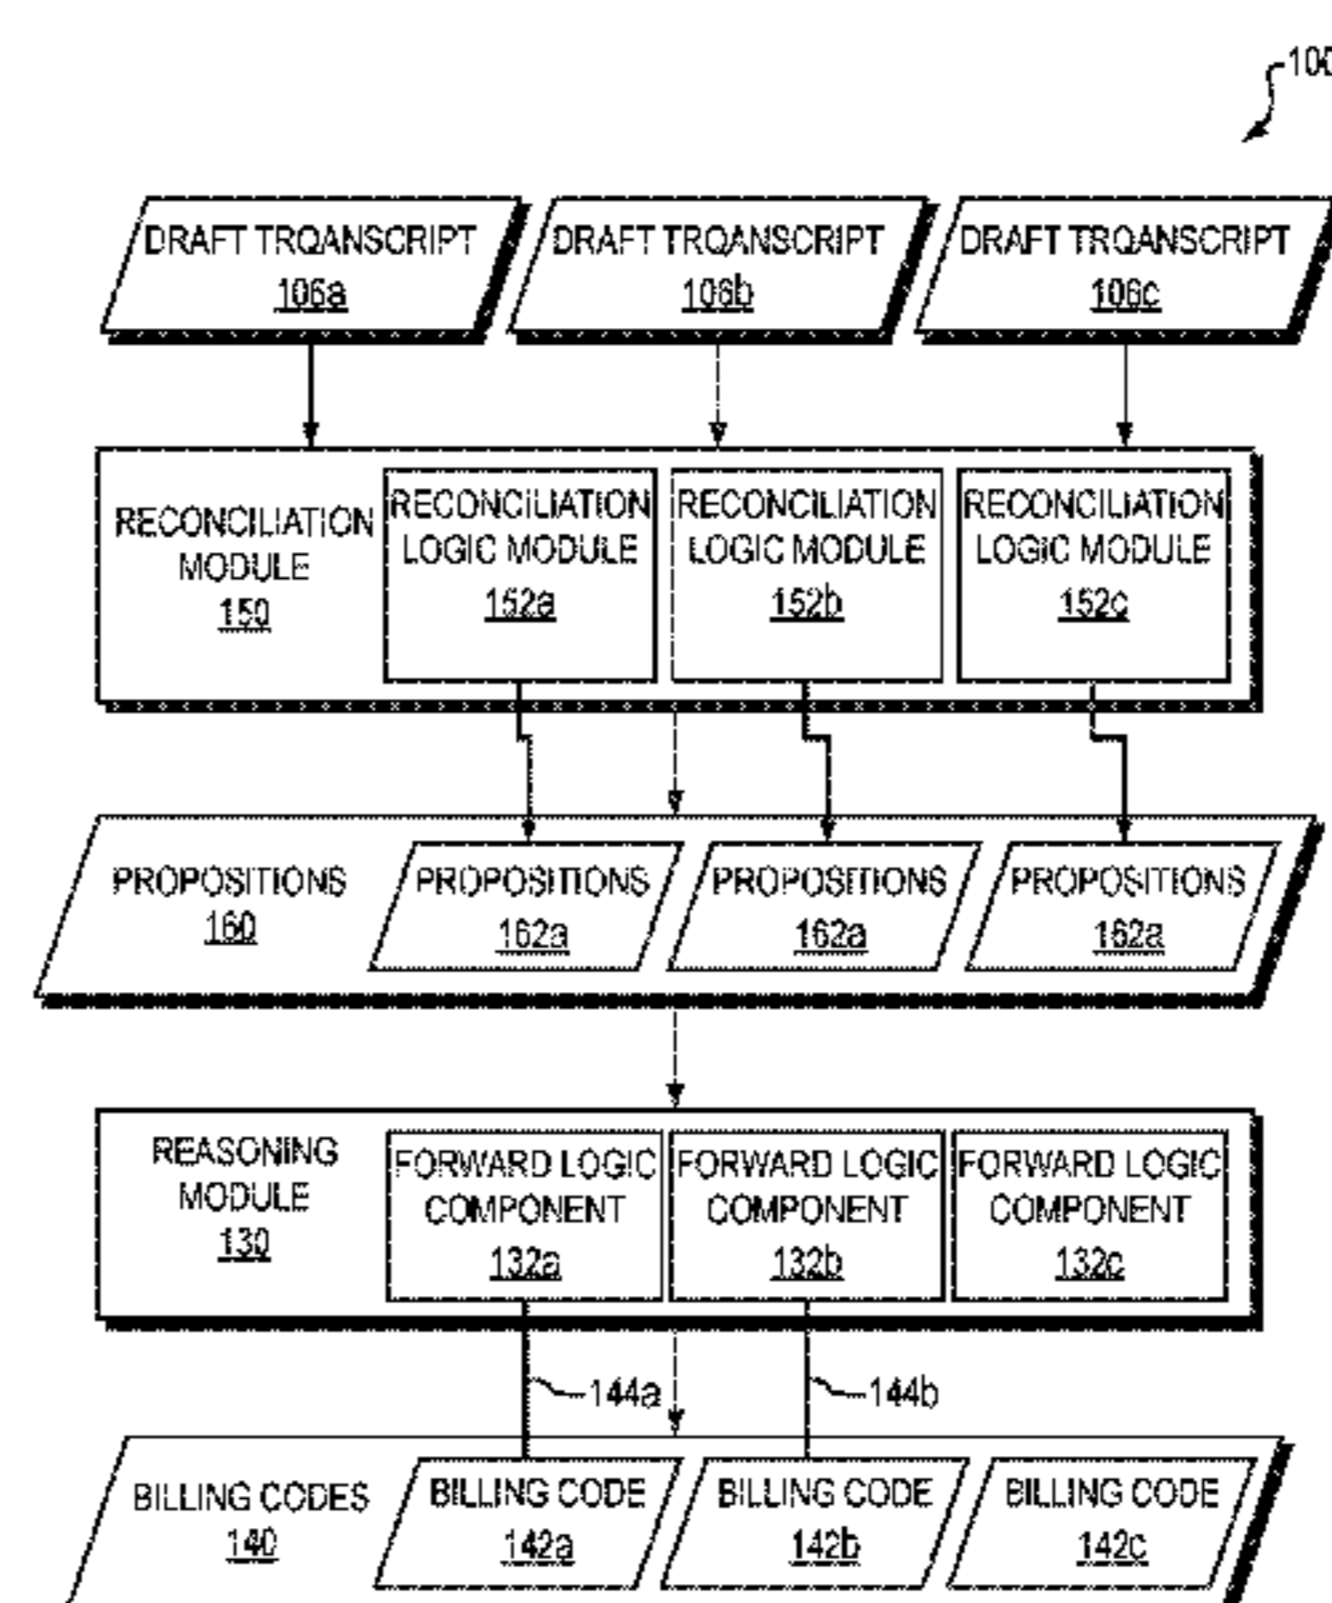 100
DRAFT TRQANSCRIPT
106a
DRAFT TRQANSCRIPT
106b
DRAFT TRQANSCRIPT
106c
RECONCILIATION
MODULE
150
RECONCILIATION
LOGIC MODULE
152a
RECONCILIATION
LOGIC MODULE
152b
RECONCILIATION
LOGIC MODULE
152c
PROPOSITIONS
160
PROPOSITIONS
162a
PROPOSITIONS
162a
PROPOSITIONS
162a
REASONING
MODULE
130
FORWARD LOGIC
COMPONENT
132a
FORWARD LOGIC
COMPONENT
132b
FORWARD LOGIC
COMPONENT
132c
144a
144b
BILLING CODES
140
BILLING CODE
142a
BILLING CODE
142b
BILLING CODE
142c